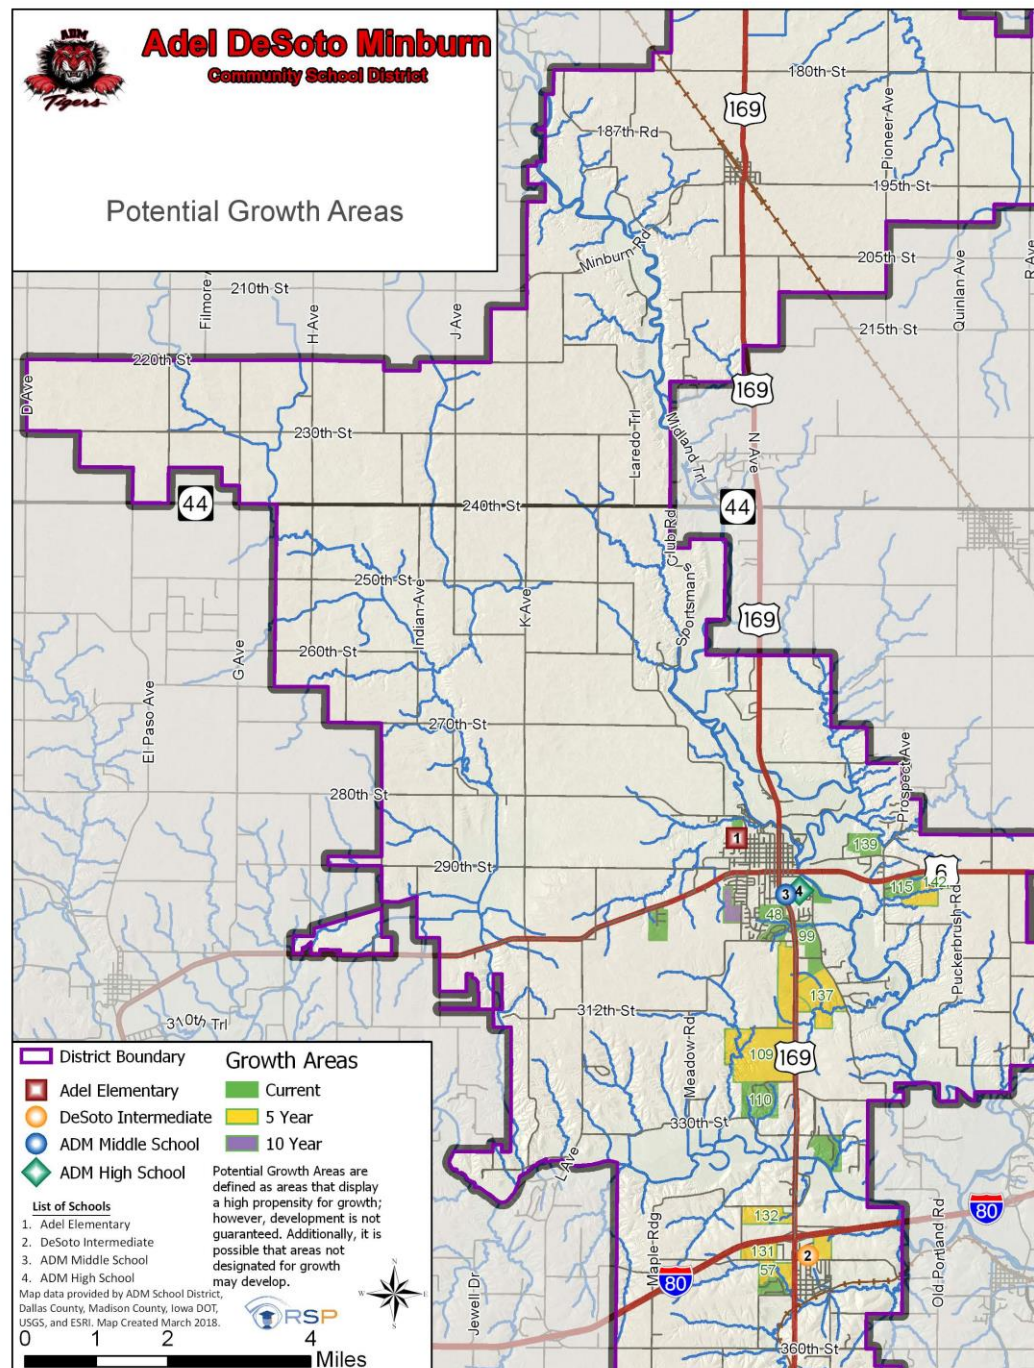 ADM
Tigers
Adel DeSoto Minburn
Community School District
Potential Growth Areas
180th St
169
187th Rd
Pioneer Ave
195th St
Minburn Rd
205th St
210th St
Quinlan Ave
R Ave
H Ave
J Ave
215th St
220th St
D Ave
169
230th St
Laredo Trl
Midland Trl
N Ave
44
240th St
44
Club Rd
Sportsmans
250th St
Indian Ave
K Ave
169
260th St
G Ave
El Paso Ave
270th St
280th St
Prospect Ave
1
139
290th St
6
115
142
3
4
48
99
Puckerbrush Rd
137
312th St
Meadow Rd
169
109
110
330th St
L Ave
132
80
Old Portland Rd
131
2
57
Maple Rdg
80
Jewell Dr
360th St
District Boundary
Adel Elementary
DeSoto Intermediate
ADM Middle School
ADM High School
Growth Areas
Current
5 Year
10 Year
Potential Growth Areas are
defined as areas that display
a high propensity for growth;
however, development is not
guaranteed. Additionally, it is
possible that areas not
designated for growth
may develop.
List of Schools
1. Adel Elementary
2. DeSoto Intermediate
3. ADM Middle School
4. ADM High School
Map data provided by ADM School District,
Dallas County, Madison County, Iowa DOT,
USGS, and ESRI. Map Created March 2018.
RSP
N
W
E
S
0 1 2 4
Miles